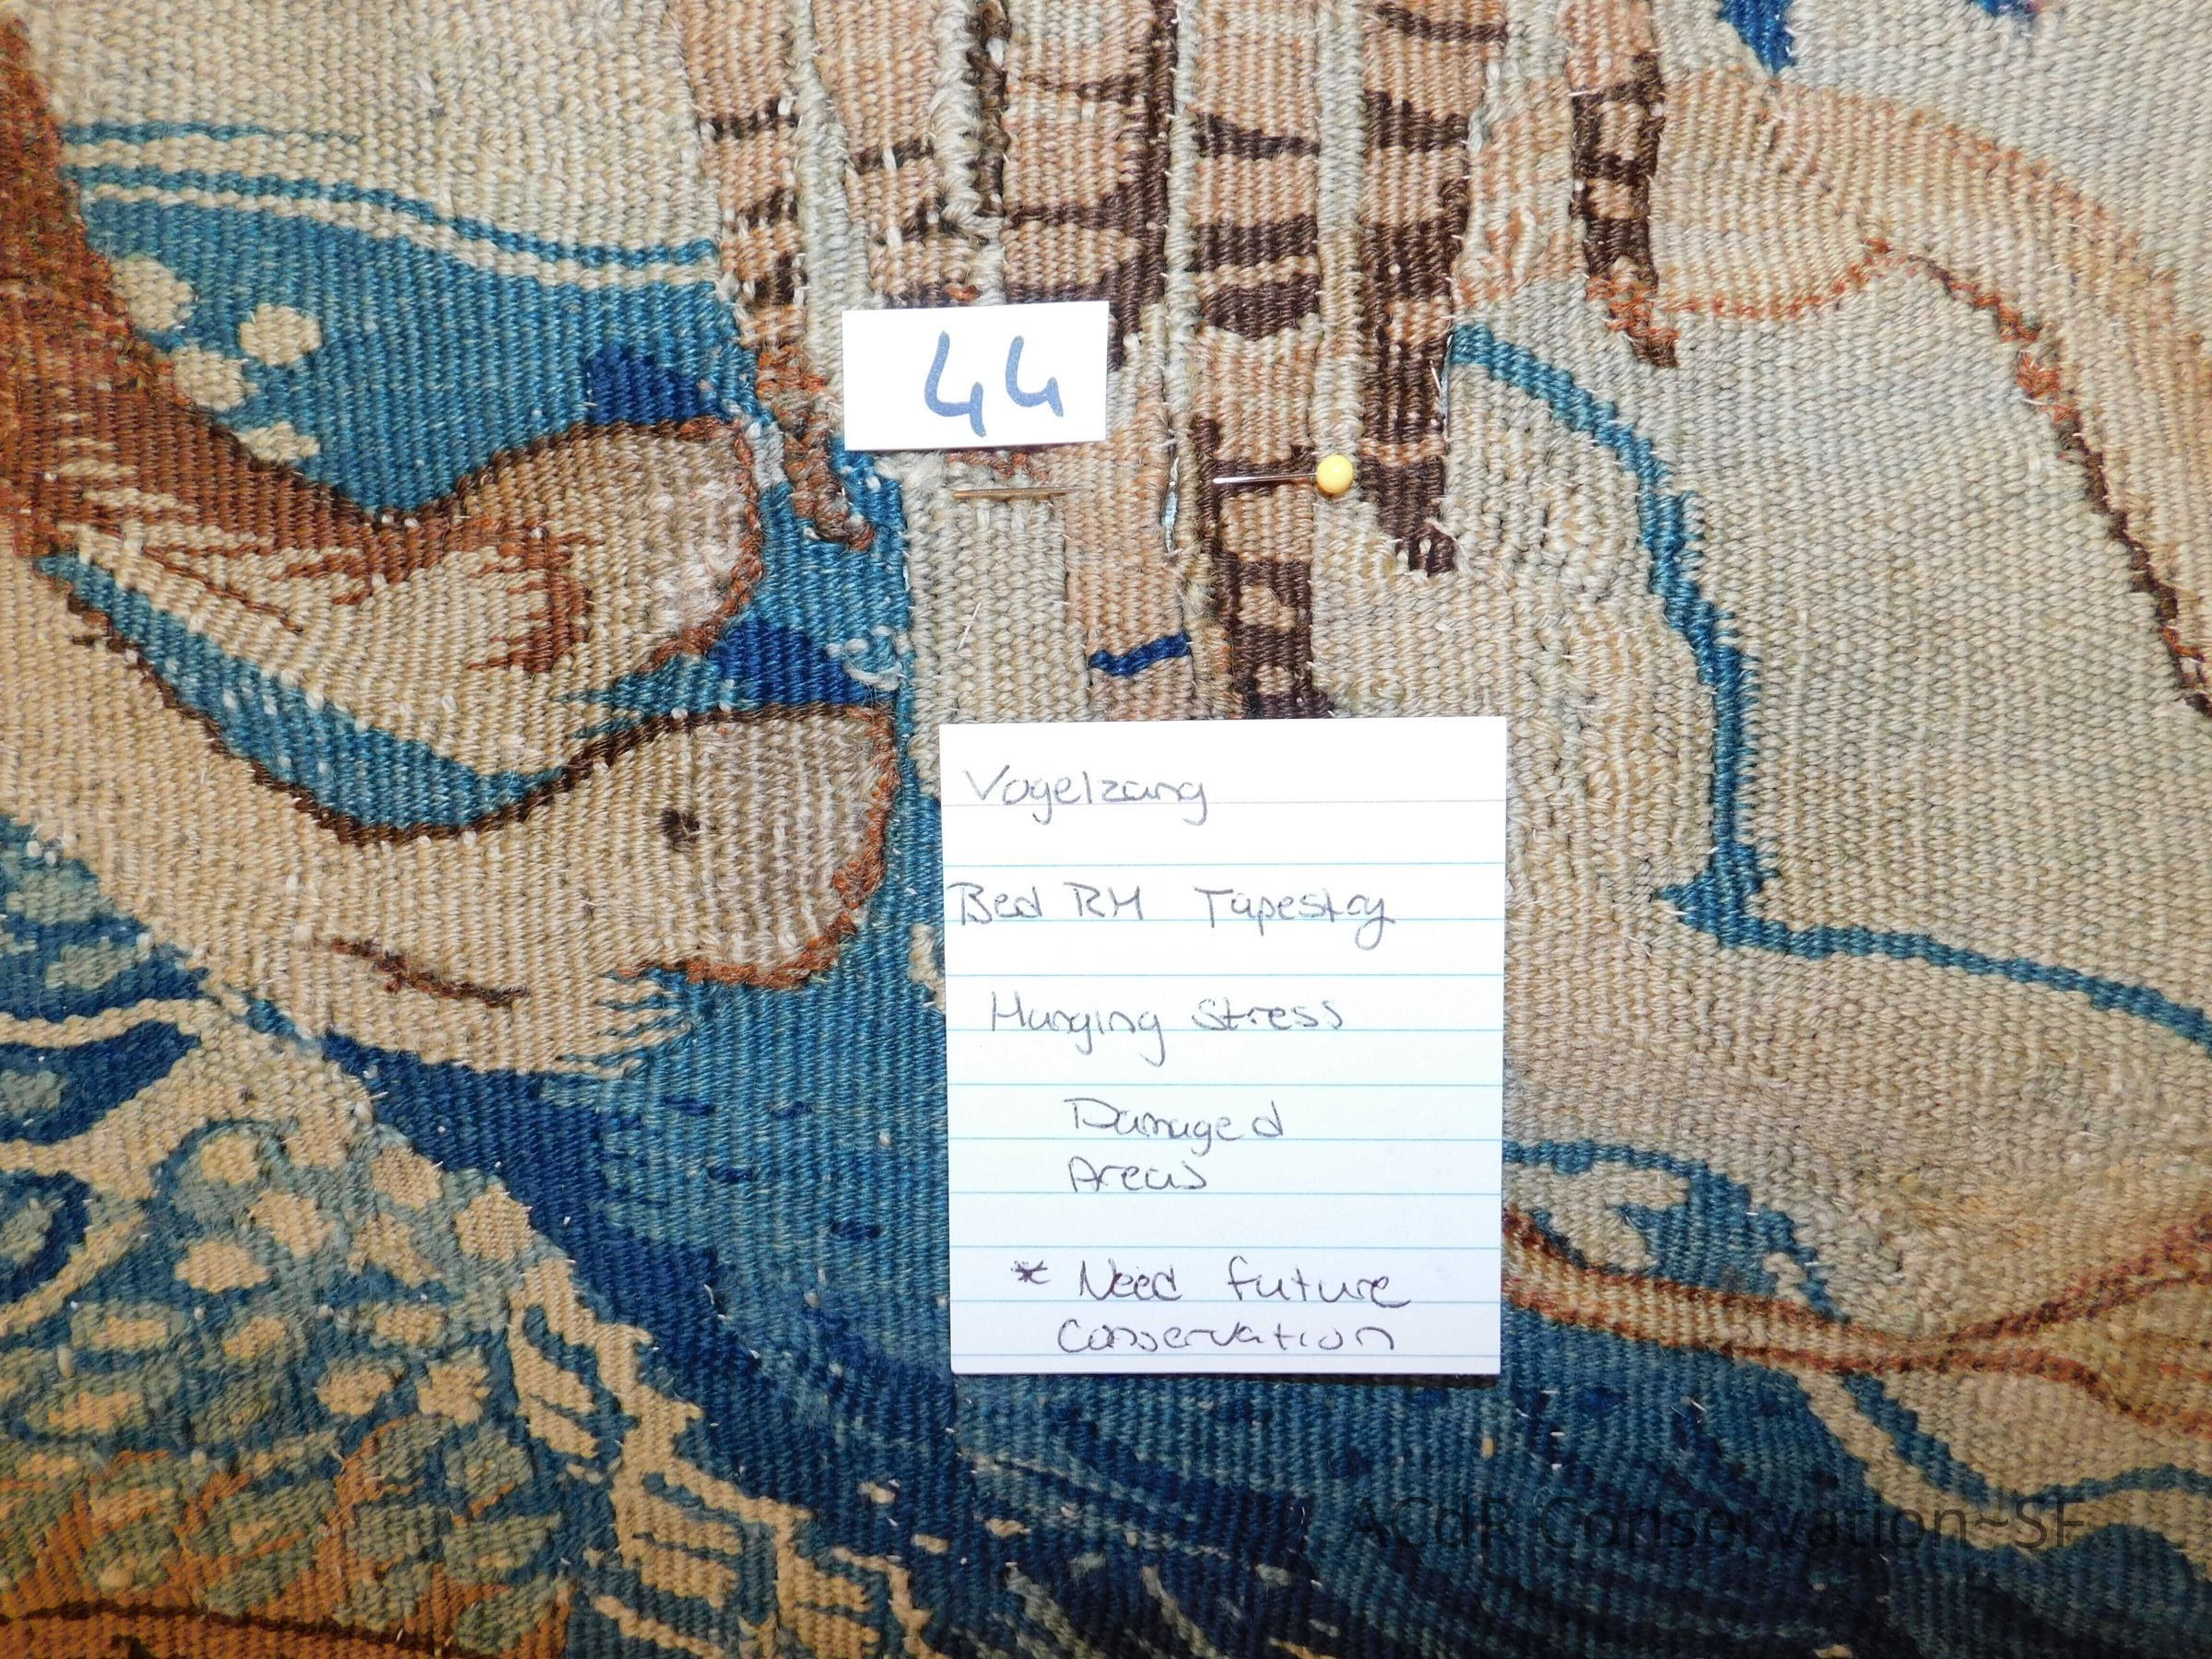 44
Vogelzang
Bed RM Tapestry
Hanging Stress
Damaged
Areas
* Need future
Conservation
ACdR Conservation~SF